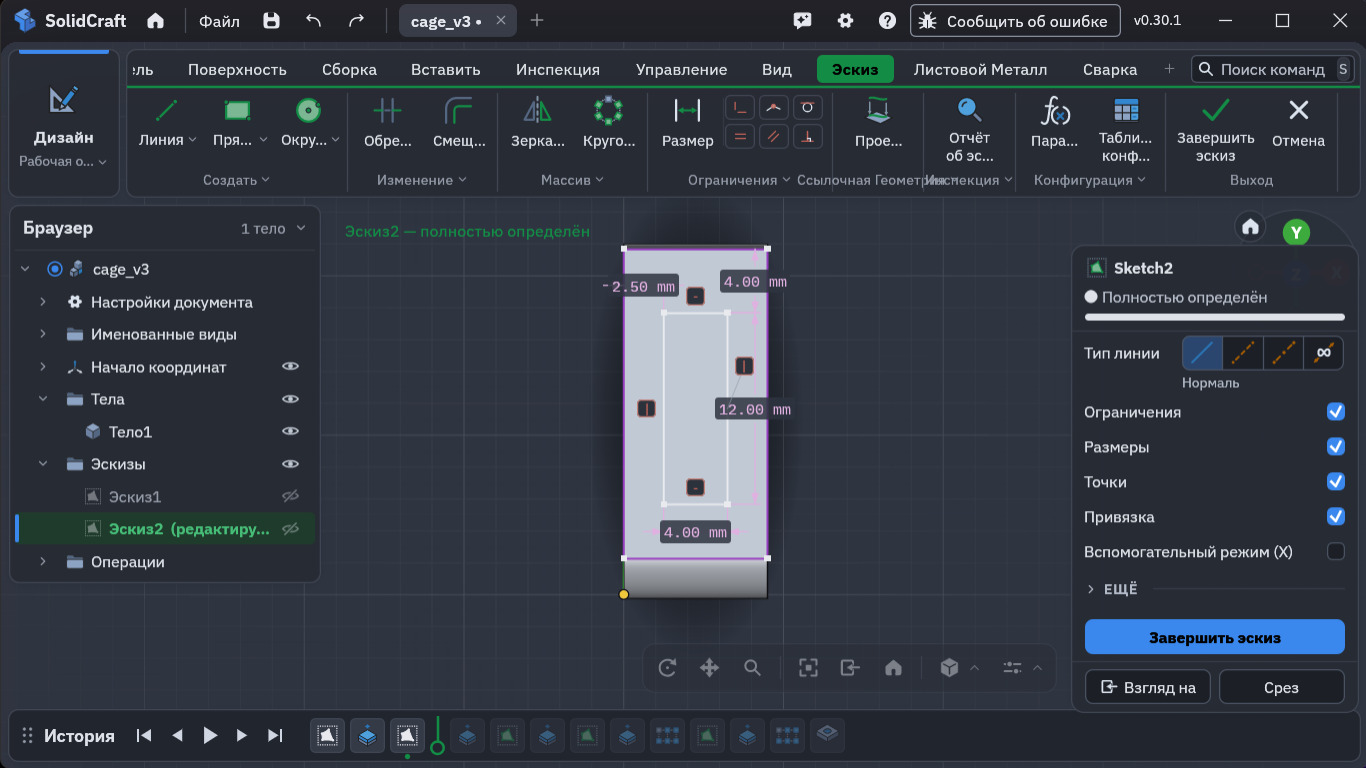 SolidCraft
Файл
cage_v3 •
Сообщить об ошибке
v0.30.1
Дизайн
Рабочая о...
ль
Поверхность
Сборка
Вставить
Инспекция
Управление
Вид
Эскиз
Листовой Металл
Сварка
Поиск команд
S
Линия
Пря...
Окру...
Создать
Обре...
Смещ...
Изменение
Зерка...
Круго...
Массив
Размер
Ограничения
Прое...
Ссылочная Геометрия
Отчёт
об эс...
Инспекция
Пара...
Табли...
конф...
Конфигурация
Завершить
эскиз
Отмена
Выход
Браузер
1 тело
cage_v3
Настройки документа
Именованные виды
Начало координат
Тела
Тело1
Эскизы
Эскиз1
Эскиз2 (редактиру...
Операции
Эскиз2 — полностью определён
2.50 mm
4.00 mm
12.00 mm
4.00 mm
Y
Sketch2
Полностью определён
Тип линии
Нормаль
Ограничения
Размеры
Точки
Привязка
Вспомогательный режим (X)
ЕЩЁ
Завершить эскиз
Взгляд на
Срез
История